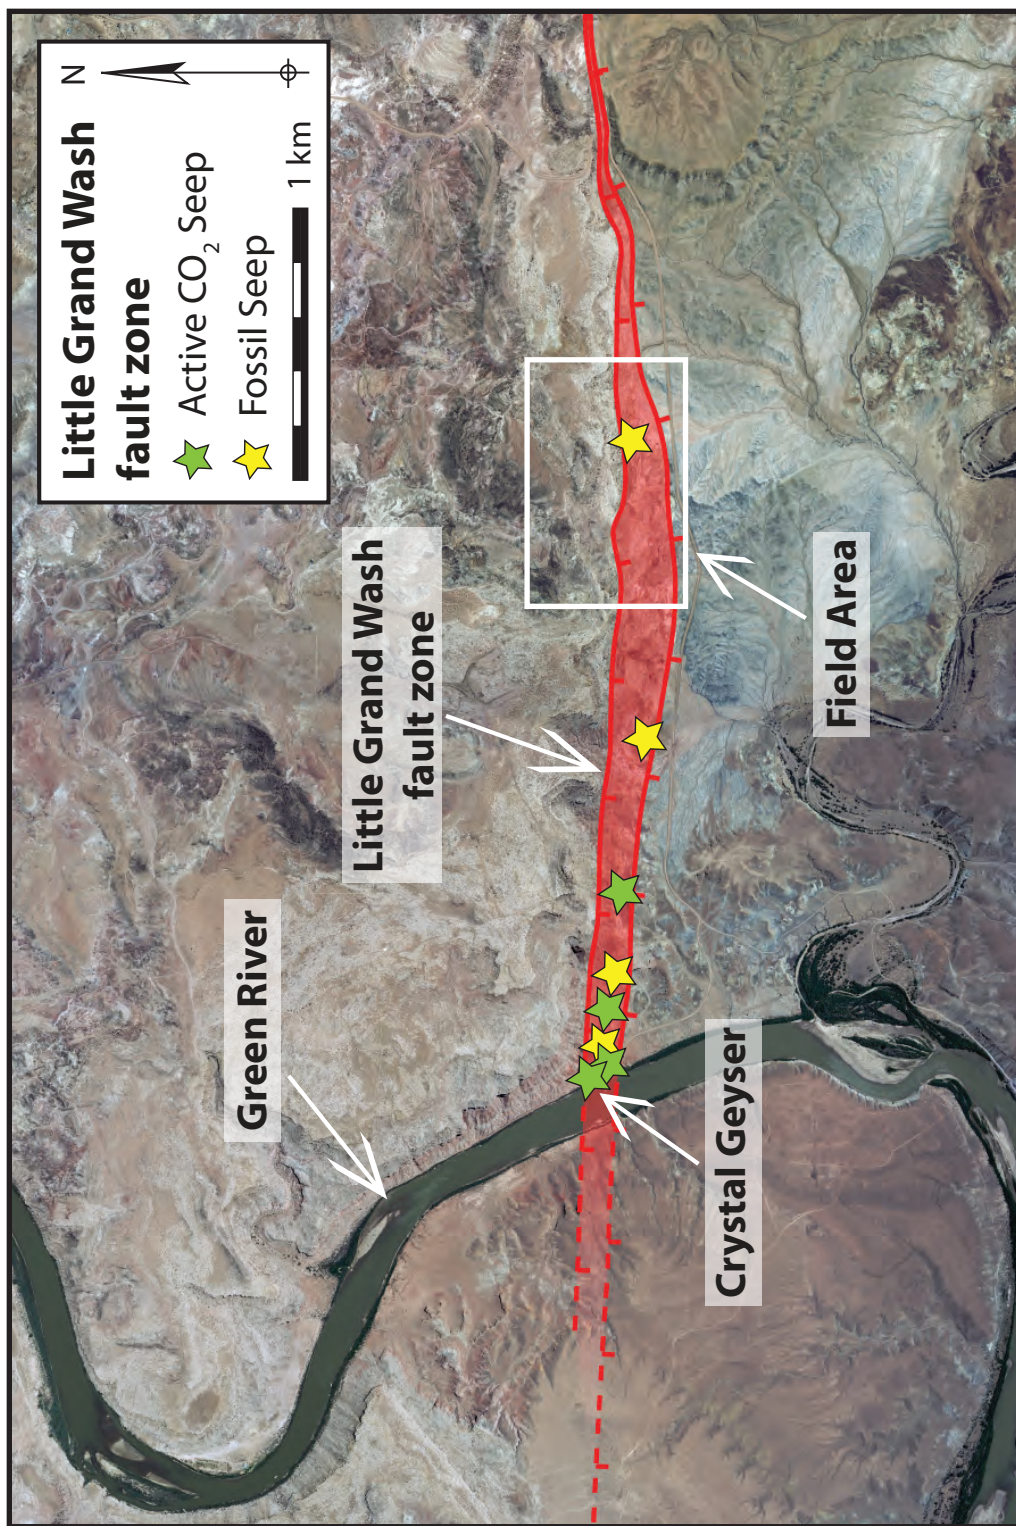 Little Grand Wash
fault zone
N
Active CO₂ Seep
Fossil Seep
1 km
Little Grand Wash
fault zone
Green River
Field Area
Crystal Geyser